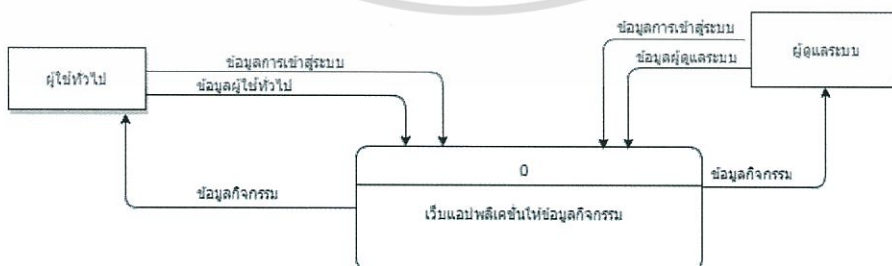 ข้อมูลการเข้าสู่ระบบ
ผู้ดูแลระบบ
ข้อมูลผู้ดูแลระบบ
ผู้ใช้ทั่วไป
ข้อมูลการเข้าสู่ระบบ
ข้อมูลผู้ใช้ทั่วไป
0
ข้อมูลกิจกรรม
ข้อมูลกิจกรรม
เว็บแอปพลิเคชั่นให้ข้อมูลกิจกรรม